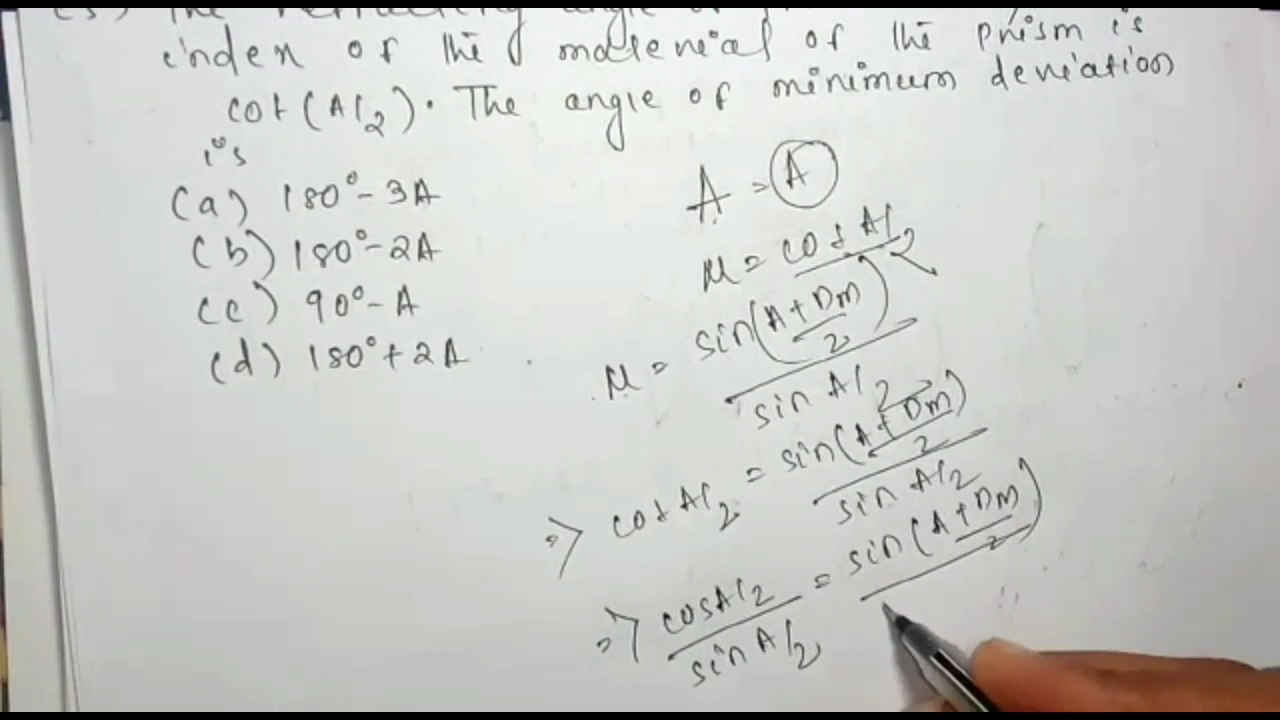 index of the material of the prism is
cot(A/2). The angle of minimum deviation
is
(a) 180°-3A
(b) 180°-2A
(c) 90°-A
(d) 180°+2A
A = A
μ = cot A/2
μ = sin(A+Dm/2)
sin A/2
⇒ cot A/2 = sin(A+Dm/2)
sin A/2
⇒ cosA/2 = sin(A+Dm/2)
sin A/2